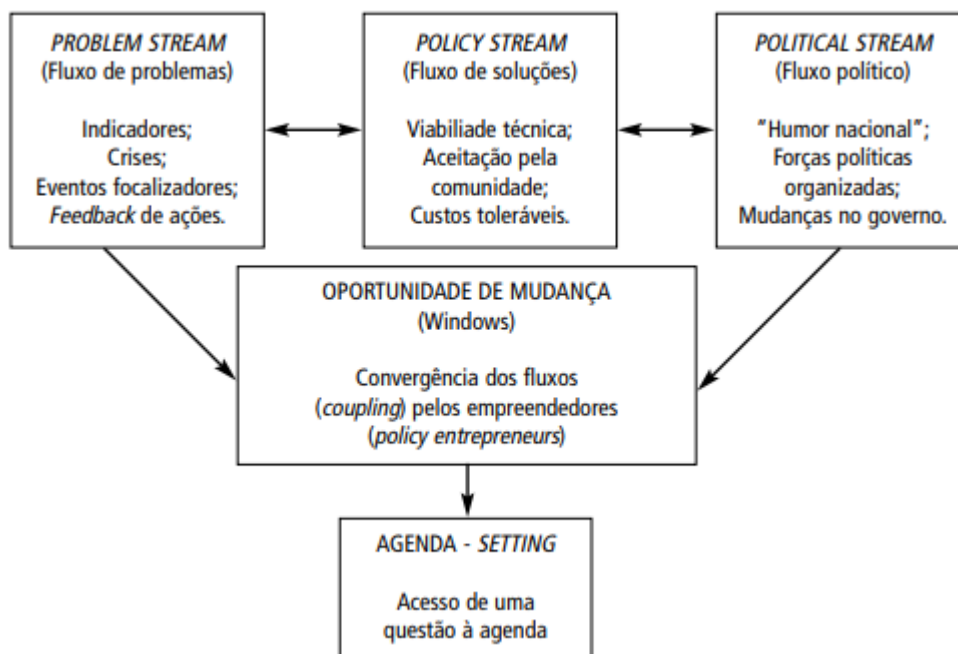 PROBLEM STREAM
(Fluxo de problemas)
Indicadores;
Crises;
Eventos focalizadores;
Feedback de ações.
POLICY STREAM
(Fluxo de soluções)
Viabiliade técnica;
Aceitação pela
comunidade;
Custos toleráveis.
POLITICAL STREAM
(Fluxo político)
"Humor nacional";
Forças políticas
organizadas;
Mudanças no governo.
OPORTUNIDADE DE MUDANÇA
(Windows)
Convergência dos fluxos
(coupling) pelos empreendedores
(policy entrepreneurs)
AGENDA - SETTING
Acesso de uma
questão à agenda